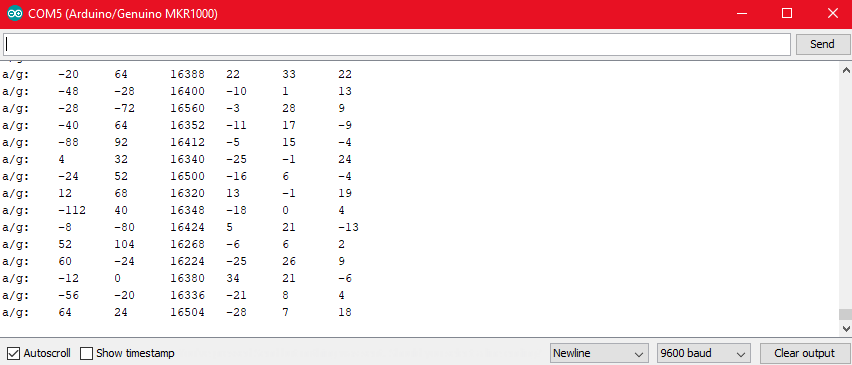 COM5 (Arduino/Genuino MKR1000)
Send
a/g: -20 64 16388 22 33 22
a/g: -48 -28 16400 -10 1 13
a/g: -28 -72 16560 -3 28 9
a/g: -40 64 16352 -11 17 -9
a/g: -88 92 16412 -5 15 -4
a/g: 4 32 16340 -25 -1 24
a/g: -24 52 16500 -16 6 -4
a/g: 12 68 16320 13 -1 19
a/g: -112 40 16348 -18 0 4
a/g: -8 -80 16424 5 21 -13
a/g: 52 104 16268 -6 6 2
a/g: 60 -24 16224 -25 26 9
a/g: -12 0 16380 34 21 -6
a/g: -56 -20 16336 -21 8 4
a/g: 64 24 16504 -28 7 18
Autoscroll Show timestamp Newline 9600 baud Clear output